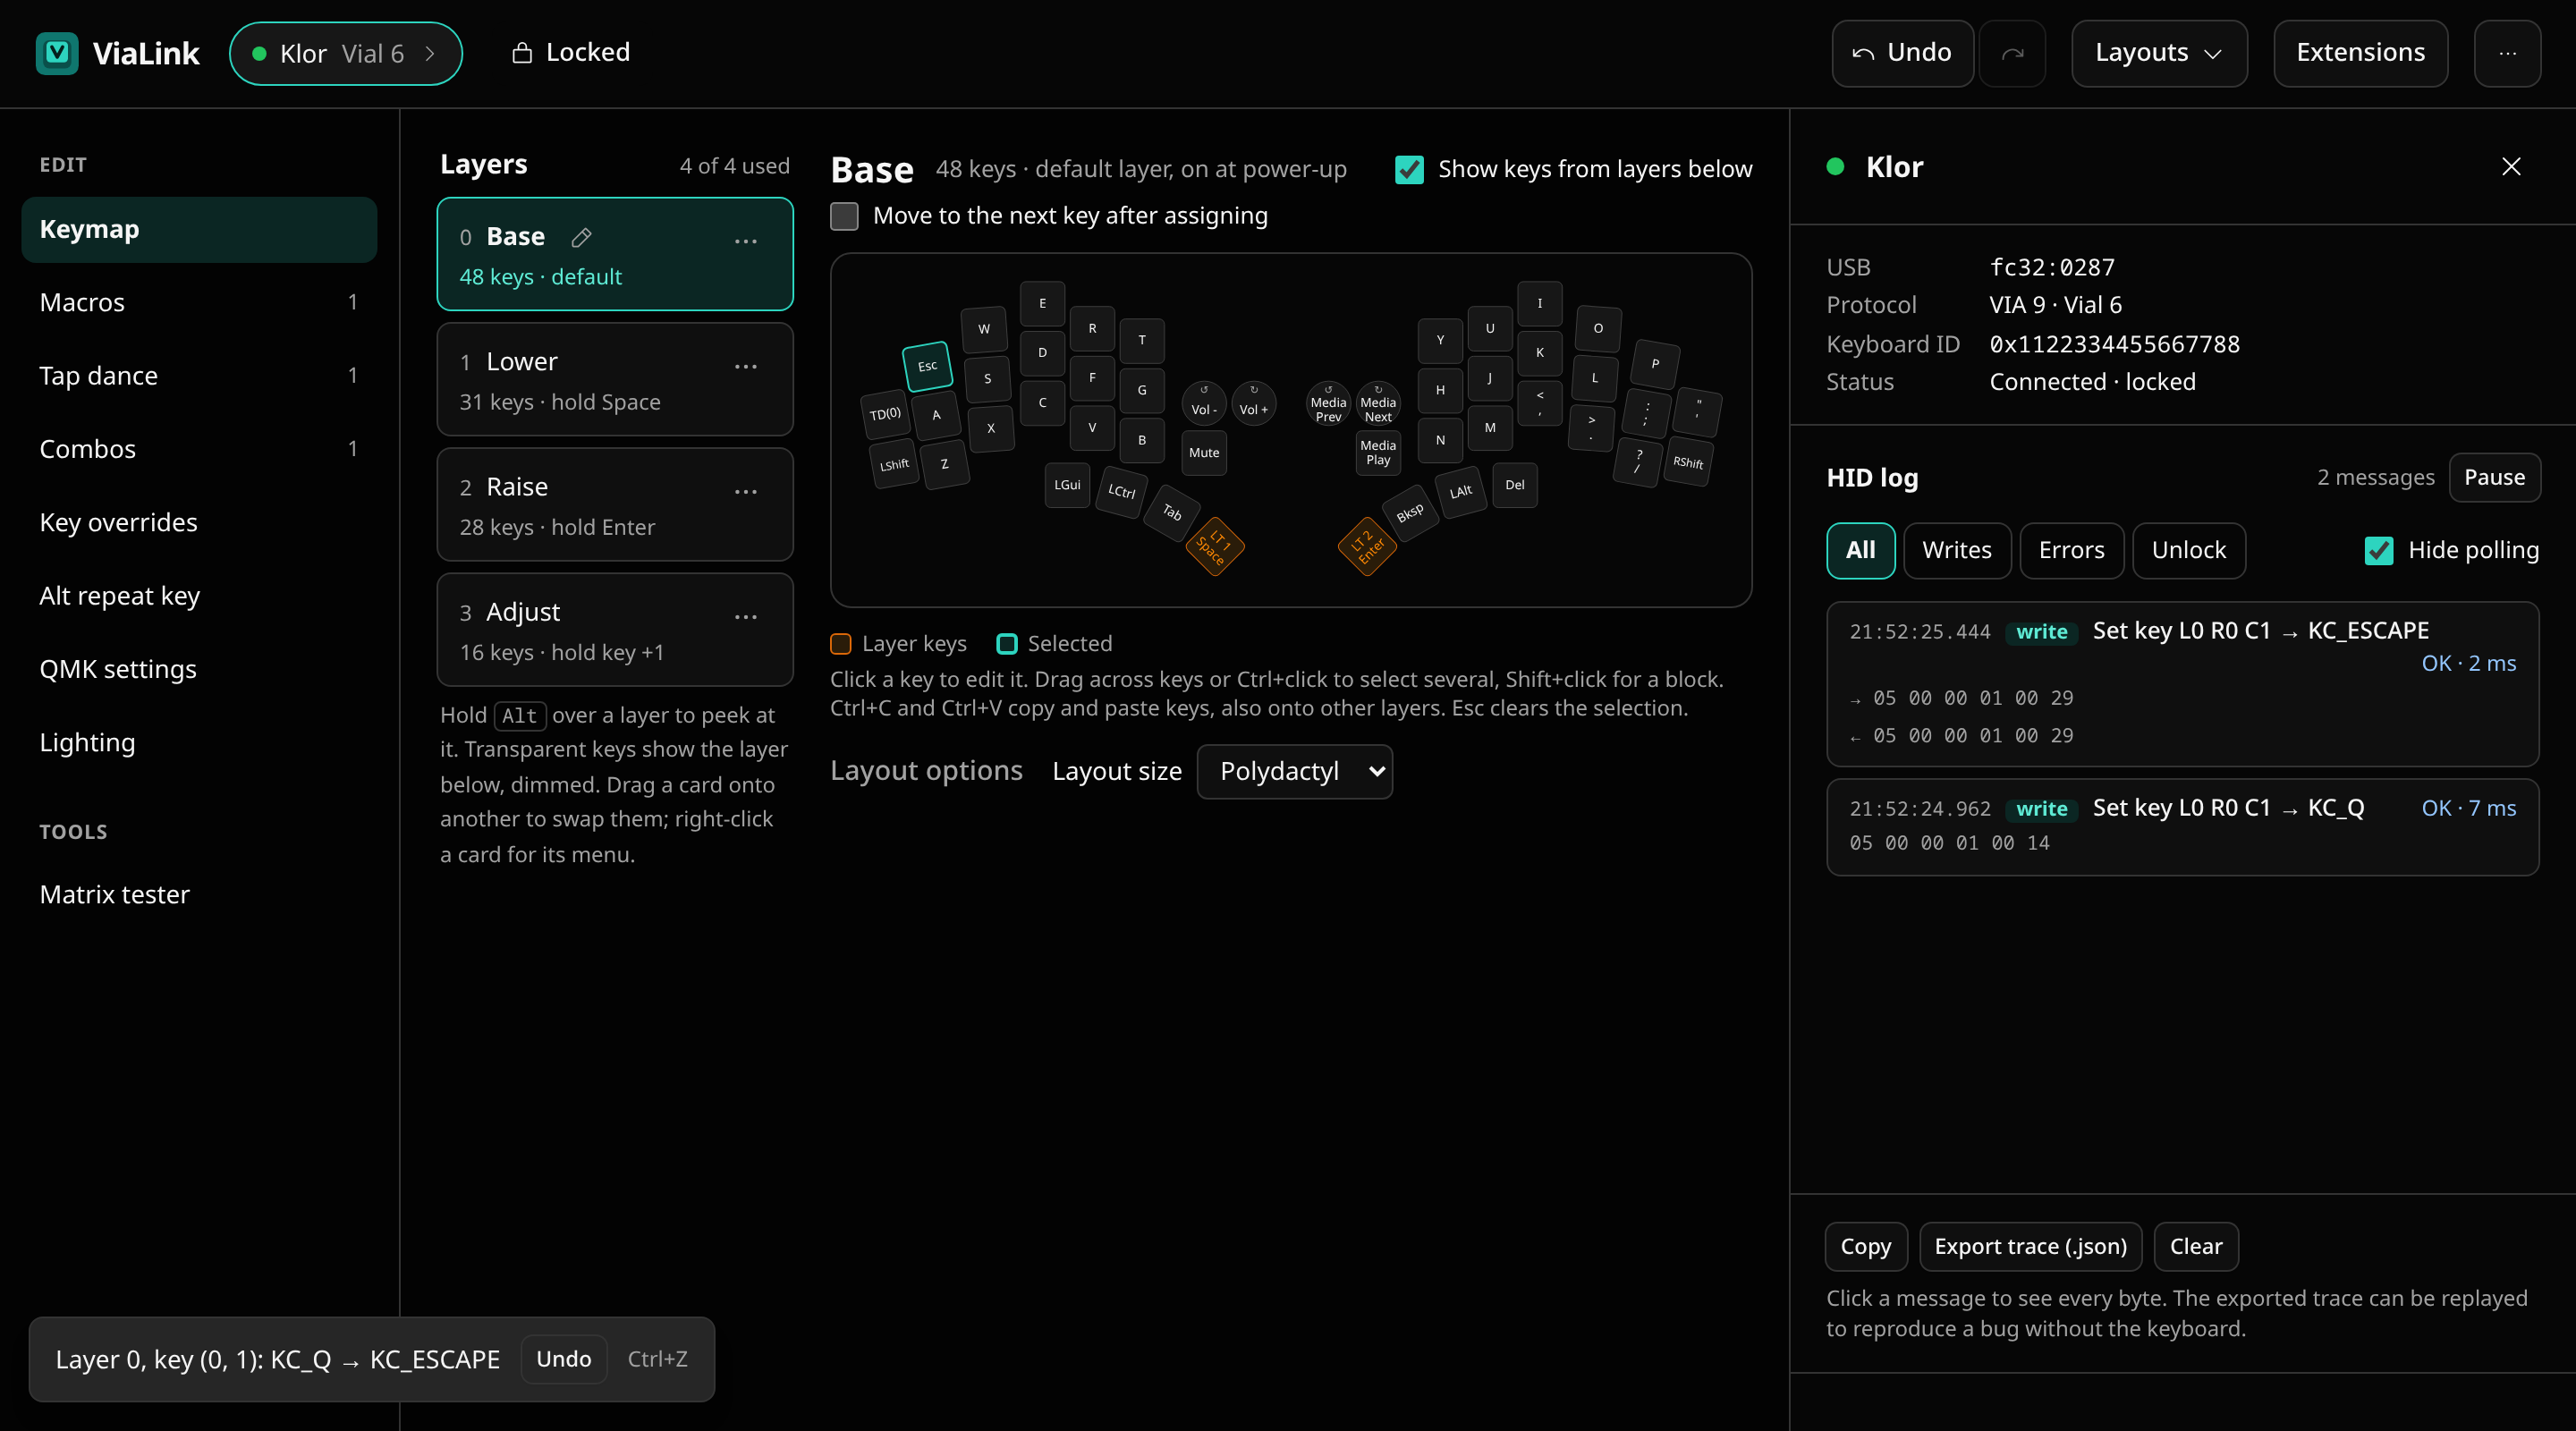 ViaLink
Klor Vial 6
Locked
Undo
Layouts
Extensions
...
EDIT
Keymap
Macros 1
Tap dance 1
Combos 1
Key overrides
Alt repeat key
QMK settings
Lighting
TOOLS
Matrix tester
Layers 4 of 4 used
0 Base ...
48 keys · default
1 Lower ...
31 keys · hold Space
2 Raise ...
28 keys · hold Enter
3 Adjust ...
16 keys · hold key +1
Hold Alt over a layer to peek at
it. Transparent keys show the layer
below, dimmed. Drag a card onto
another to swap them; right-click
a card for its menu.
Base 48 keys · default layer, on at power-up Show keys from layers below
Move to the next key after assigning
Esc W E R T
TD(0) A S D F G
LShift Z X C V B
↺ Vol - ↻ Vol +
Mute
LGui LCtrl Tab LT 1 Space
↺ Media Prev ↻ Media Next
Media Play
Y U I O P
H J K L : ; " '
N M < , > . ? / RShift
LT 2 Enter Bksp LAlt Del
Layer keys Selected
Click a key to edit it. Drag across keys or Ctrl+click to select several, Shift+click for a block.
Ctrl+C and Ctrl+V copy and paste keys, also onto other layers. Esc clears the selection.
Layout options Layout size Polydactyl
Klor
USB fc32:0287
Protocol VIA 9 · Vial 6
Keyboard ID 0x1122334455667788
Status Connected · locked
HID log 2 messages Pause
All Writes Errors Unlock Hide polling
21:52:25.444 write Set key L0 R0 C1 → KC_ESCAPE
OK · 2 ms
→ 05 00 00 01 00 29
← 05 00 00 01 00 29
21:52:24.962 write Set key L0 R0 C1 → KC_Q OK · 7 ms
05 00 00 01 00 14
Copy Export trace (.json) Clear
Click a message to see every byte. The exported trace can be replayed
to reproduce a bug without the keyboard.
Layer 0, key (0, 1): KC_Q → KC_ESCAPE Undo Ctrl+Z